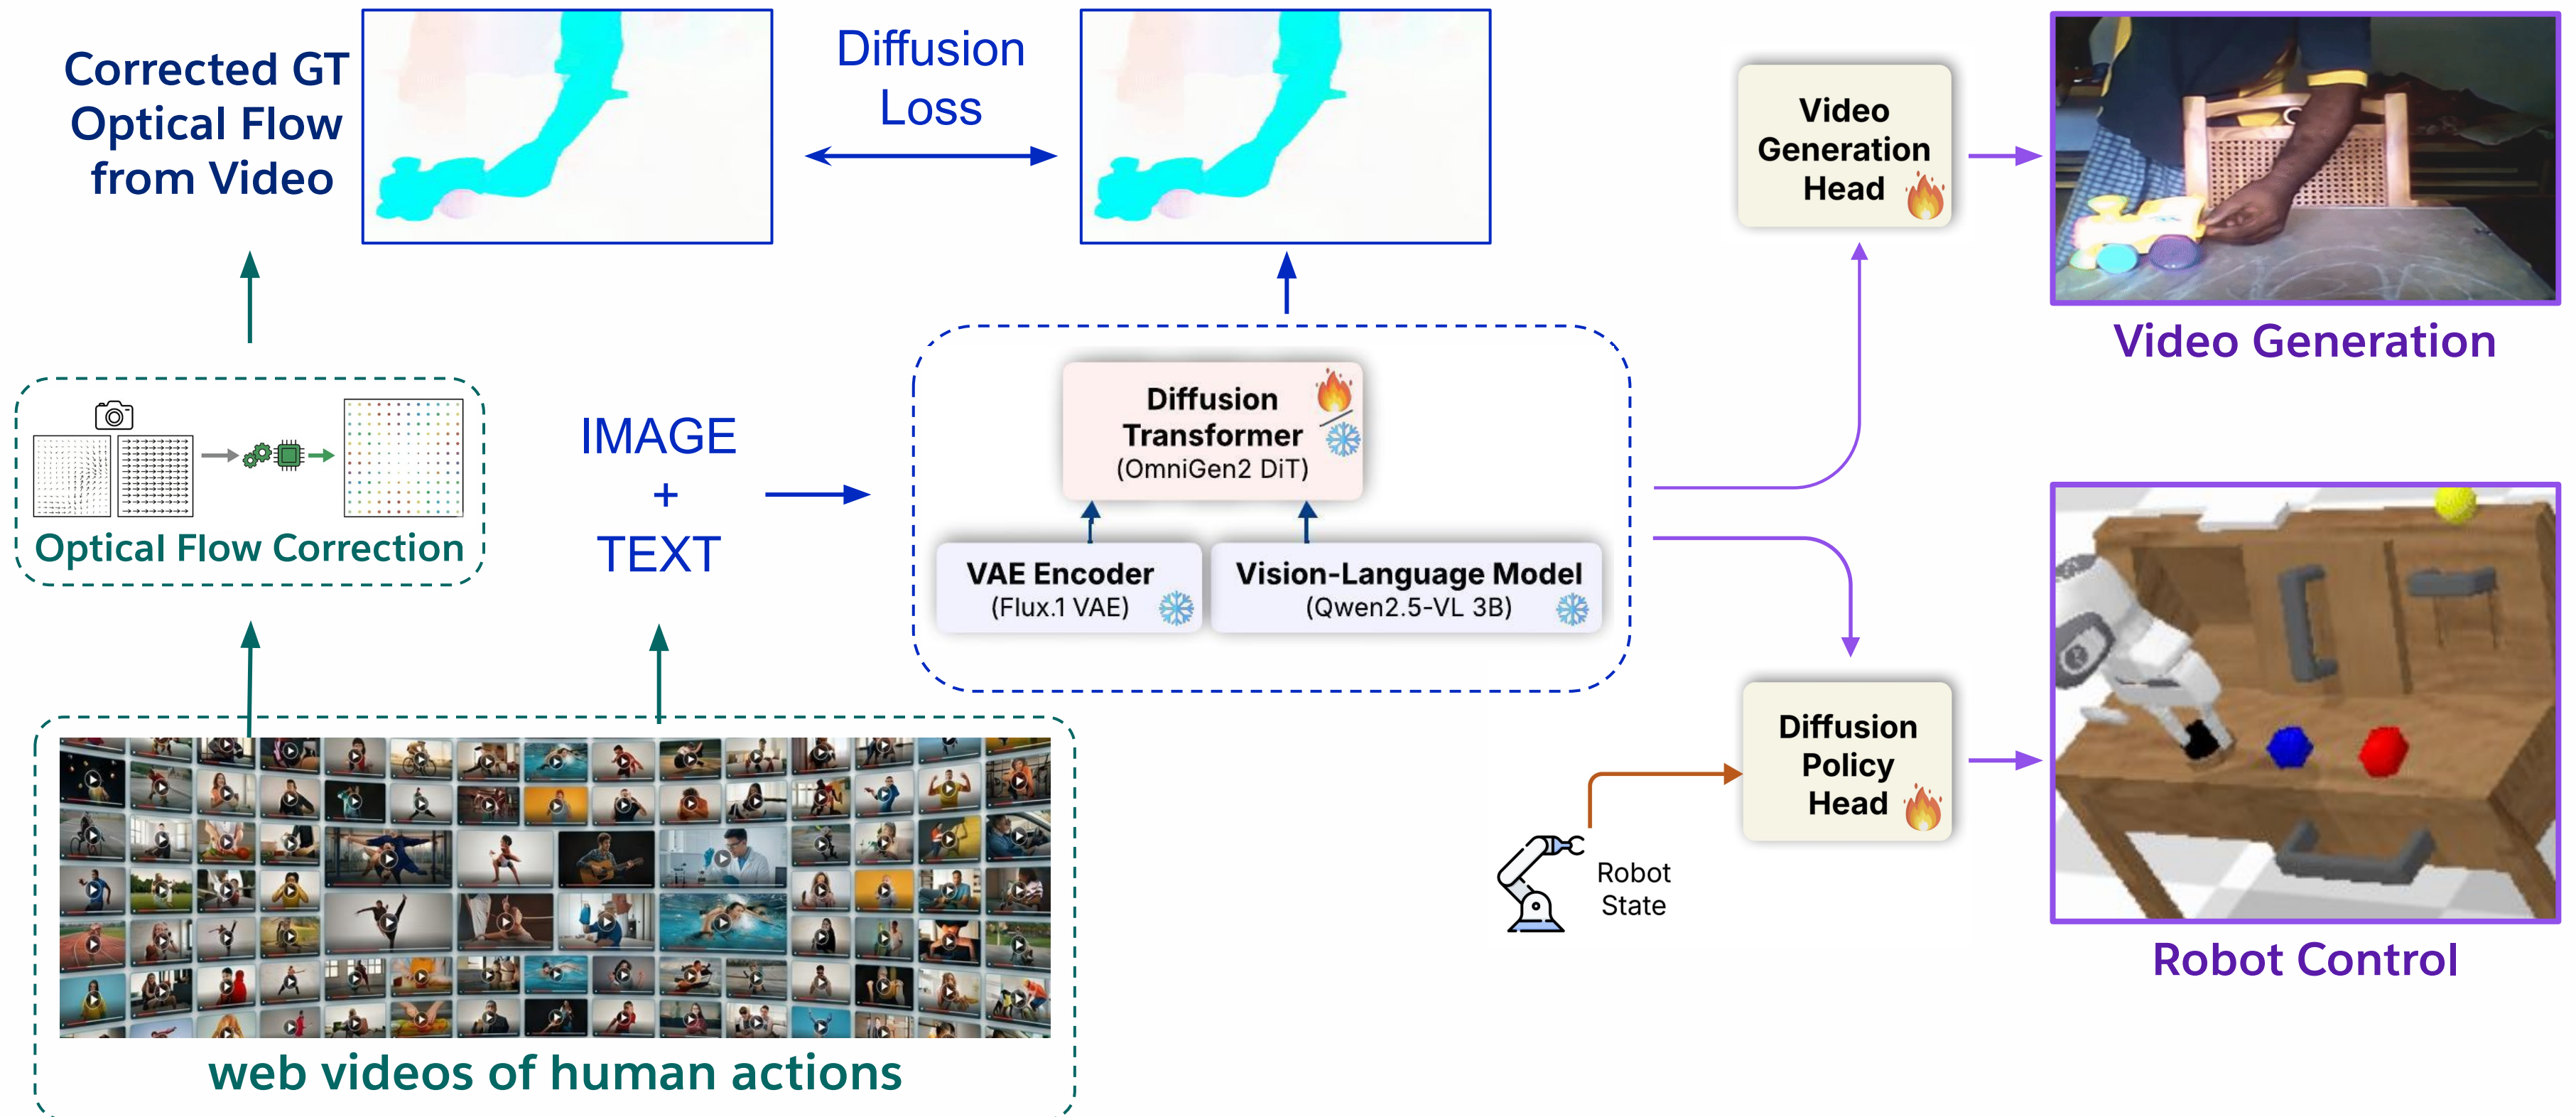 Corrected GT
Optical Flow
from Video
Diffusion
Loss
Video
Generation
Head
Video Generation
Optical Flow Correction
IMAGE
+
TEXT
Diffusion
Transformer
(OmniGen2 DiT)
VAE Encoder
(Flux.1 VAE)
Vision-Language Model
(Qwen2.5-VL 3B)
Diffusion
Policy
Head
Robot
State
Robot Control
web videos of human actions